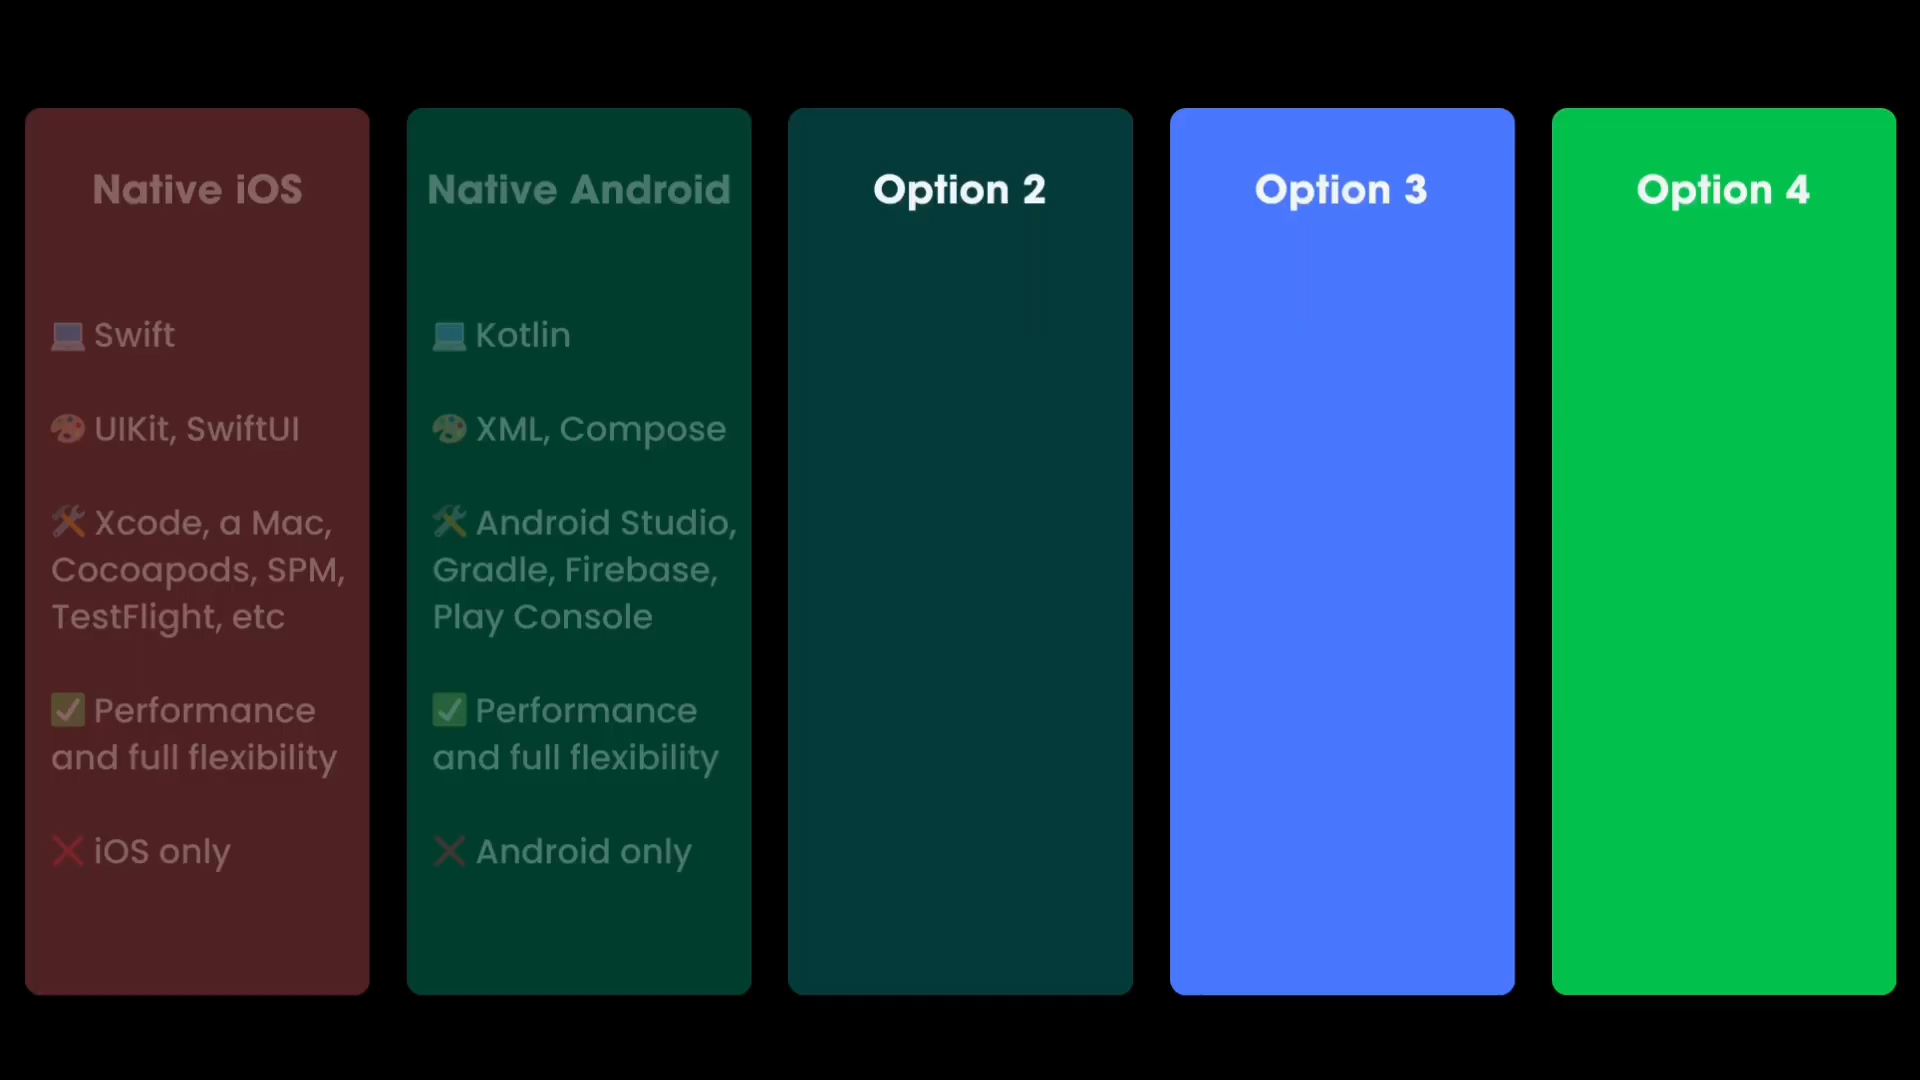 Native iOS
💻 Swift
🎨 UIKit, SwiftUI
🛠️ Xcode, a Mac,
Cocoapods, SPM,
TestFlight, etc
✅ Performance
and full flexibility
❌ iOS only
Native Android
💻 Kotlin
🎨 XML, Compose
🛠️ Android Studio,
Gradle, Firebase,
Play Console
✅ Performance
and full flexibility
❌ Android only
Option 2
Option 3
Option 4